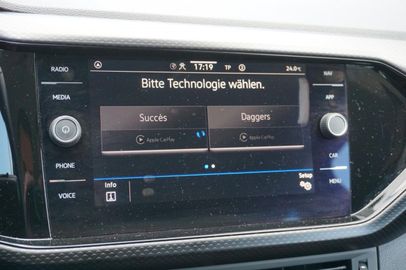 RADIO
MEDIA
PHONE
VOICE
17:19 TP 24.0°C
Bitte Technologie wählen.
Succès Daggers
Apple CarPlay Apple CarPlay
Info Setup
NAV
APP
CAR
MENU